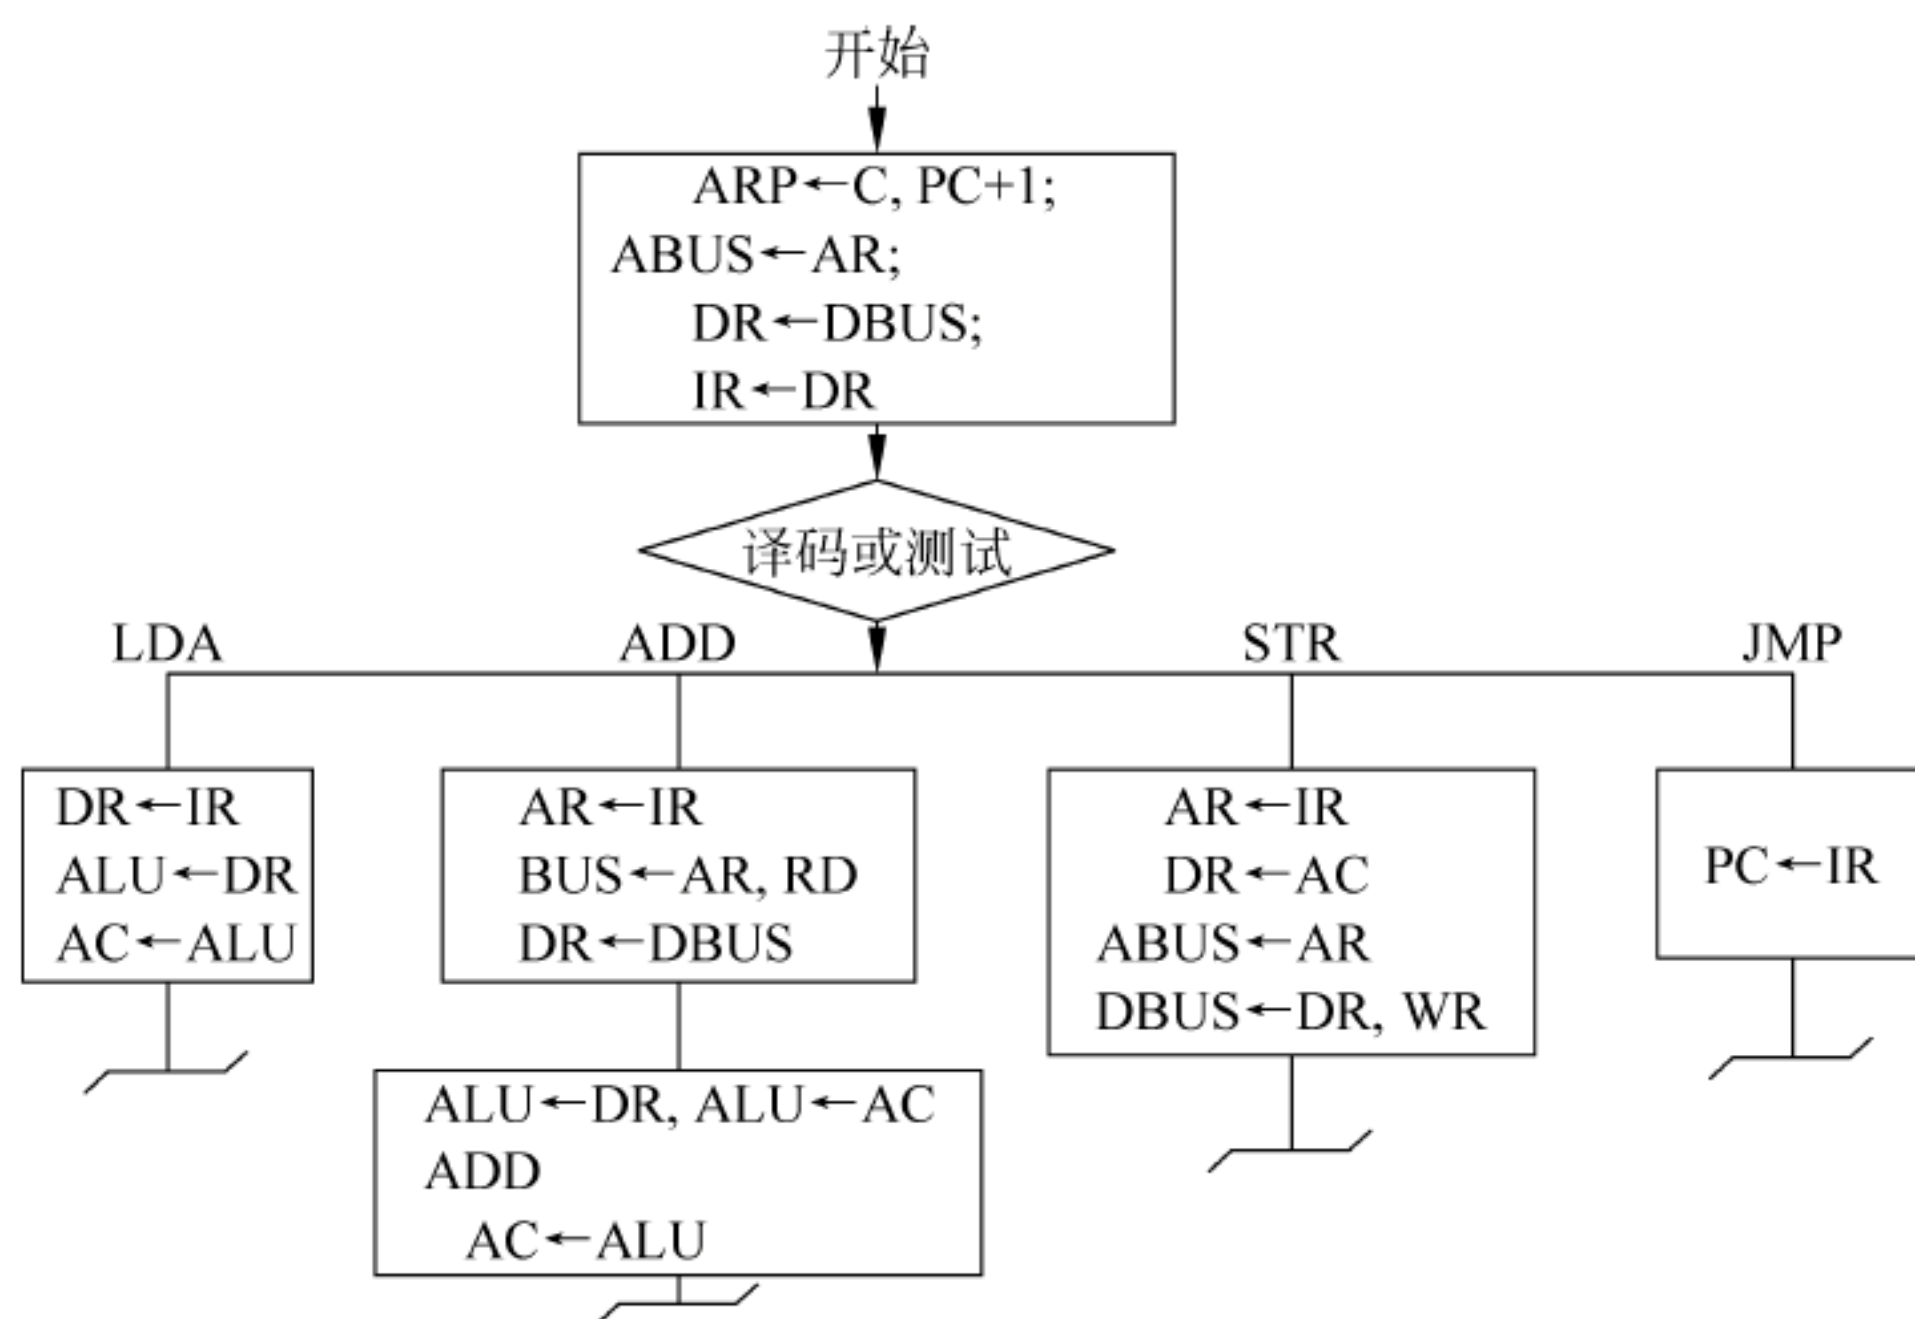 开始
ARP←C, PC+1;
ABUS←AR;
DR←DBUS;
IR←DR
译码或测试
LDA
ADD
STR
JMP
DR←IR
ALU←DR
AC←ALU
AR←IR
BUS←AR, RD
DR←DBUS
ALU←DR, ALU←AC
ADD
AC←ALU
AR←IR
DR←AC
ABUS←AR
DBUS←DR, WR
PC←IR